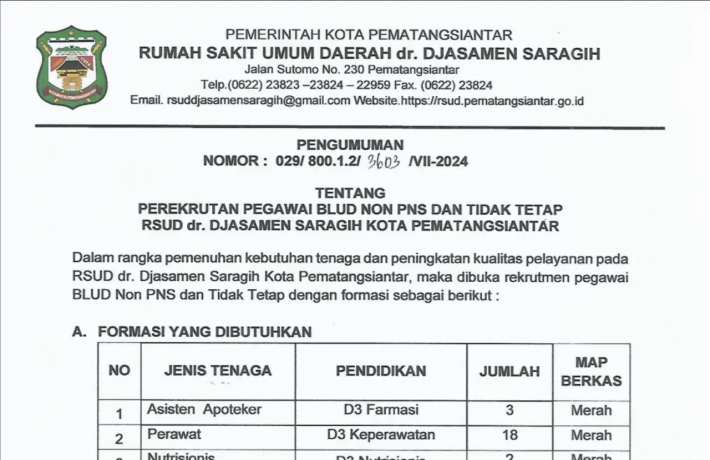 PEMERINTAH KOTA PEMATANGSIANTAR
RUMAH SAKIT UMUM DAERAH dr. DJASAMEN SARAGIH
Jalan Sutomo No. 230 Pematangsiantar
Telp.(0622) 23823 –23824 – 22959 Fax. (0622) 23824
Email. rsuddjasamensaragih@gmail.com Website.https://rsud.pematangsiantar.go.id
PENGUMUMAN
NOMOR : 029/ 800.1.2/ 3603 /VII-2024
TENTANG
PEREKRUTAN PEGAWAI BLUD NON PNS DAN TIDAK TETAP
RSUD dr. DJASAMEN SARAGIH KOTA PEMATANGSIANTAR
Dalam rangka pemenuhan kebutuhan tenaga dan peningkatan kualitas pelayanan pada
RSUD dr. Djasamen Saragih Kota Pematangsiantar, maka dibuka rekrutmen pegawai
BLUD Non PNS dan Tidak Tetap dengan formasi sebagai berikut :
A. FORMASI YANG DIBUTUHKAN
NO JENIS TENAGA PENDIDIKAN JUMLAH MAP BERKAS
1 Asisten Apoteker D3 Farmasi 3 Merah
2 Perawat D3 Keperawatan 18 Merah
Nutrisionis D3 Nutrisionis 2 Merah